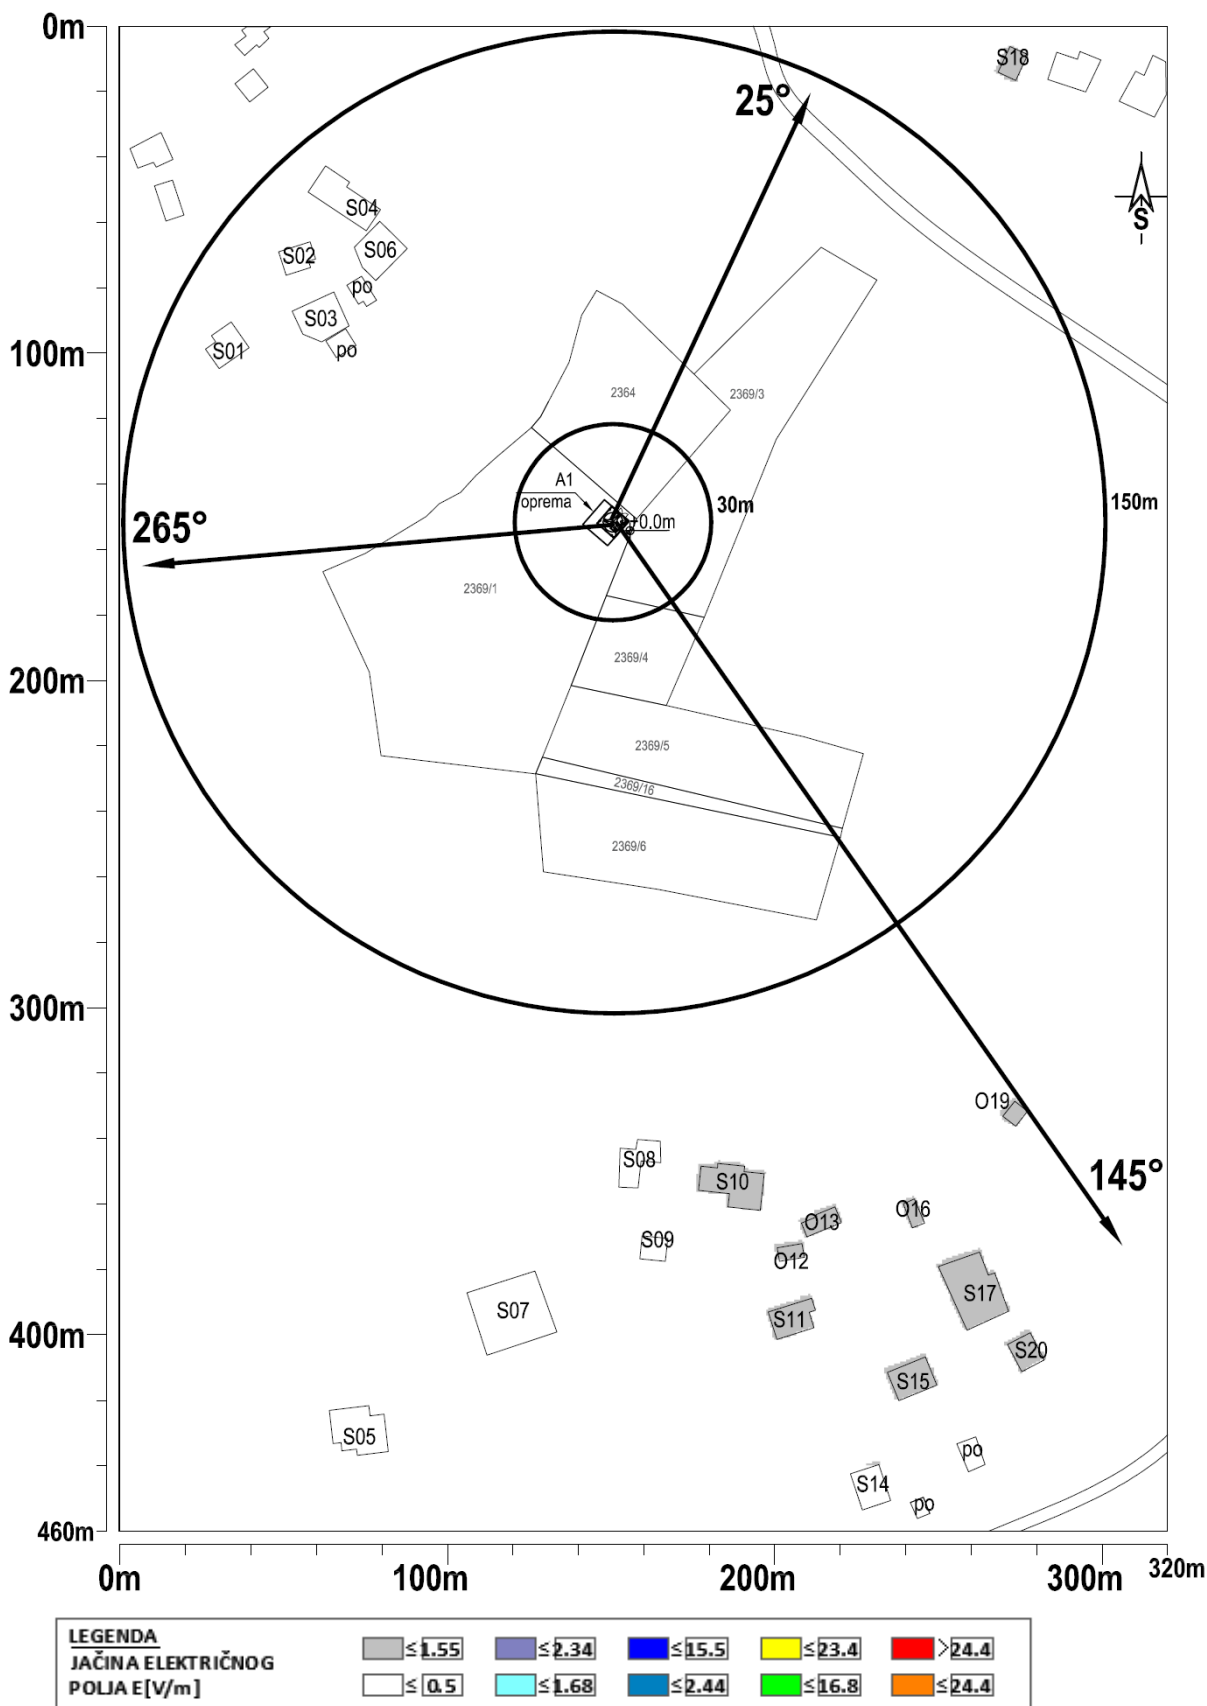 0m
S18
25°
S04
S
S02
S06
po
S03
S01
po
100m
2364
2369/3
A1
oprema
30m
150m
+0.0m
265°
2369/1
2369/4
200m
2369/5
2369/16
2369/6
300m
O19
S08
S10
145°
O16
O13
S09
O12
S17
S07
S11
400m
S20
S15
S05
po
S14
po
460m
0m 100m 200m 300m 320m
LEGENDA
JAČINA ELEKTRIČNOG
POLJA E[V/m]
≤1.55 ≤2.34 ≤15.5 ≤23.4 >24.4
≤ 0.5 ≤1.68 ≤2.44 ≤16.8 ≤24.4